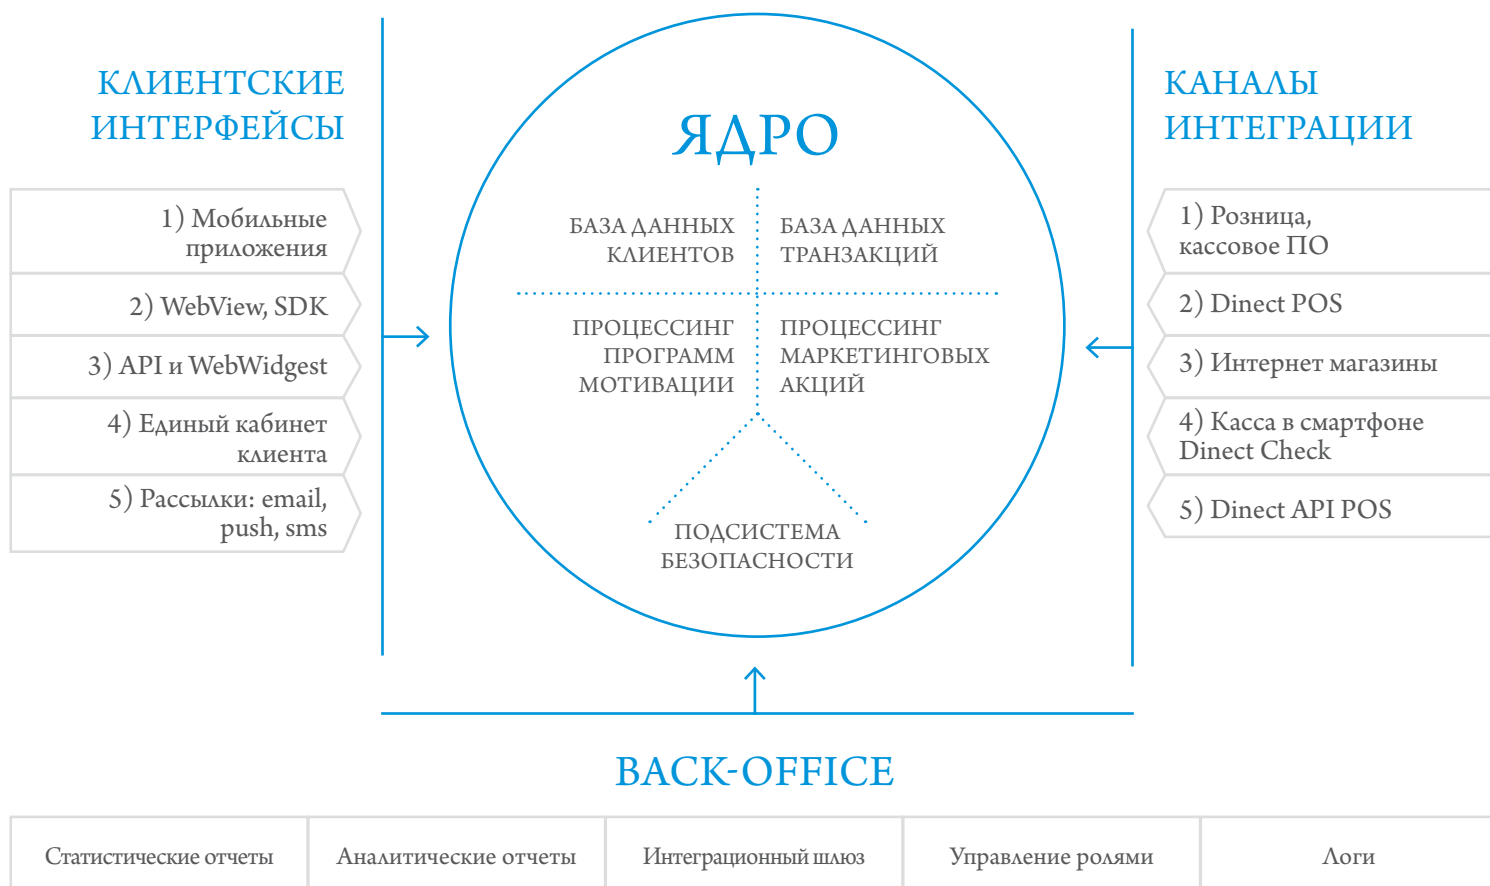 КЛИЕНТСКИЕ
ИНТЕРФЕЙСЫ
1) Мобильные
приложения
2) WebView, SDK
3) API и WebWidgest
4) Единый кабинет
клиента
5) Рассылки: email,
push, sms
ЯДРО
БАЗА ДАННЫХ
КЛИЕНТОВ
БАЗА ДАННЫХ
ТРАНЗАКЦИЙ
ПРОЦЕССИНГ
ПРОГРАММ
МОТИВАЦИИ
ПРОЦЕССИНГ
МАРКЕТИНГОВЫХ
АКЦИЙ
ПОДСИСТЕМА
БЕЗОПАСНОСТИ
КАНАЛЫ
ИНТЕГРАЦИИ
1) Розница,
кассовое ПО
2) Dinect POS
3) Интернет магазины
4) Касса в смартфоне
Dinect Check
5) Dinect API POS
BACK-OFFICE
Статистические отчеты
Аналитические отчеты
Интеграционный шлюз
Управление ролями
Логи